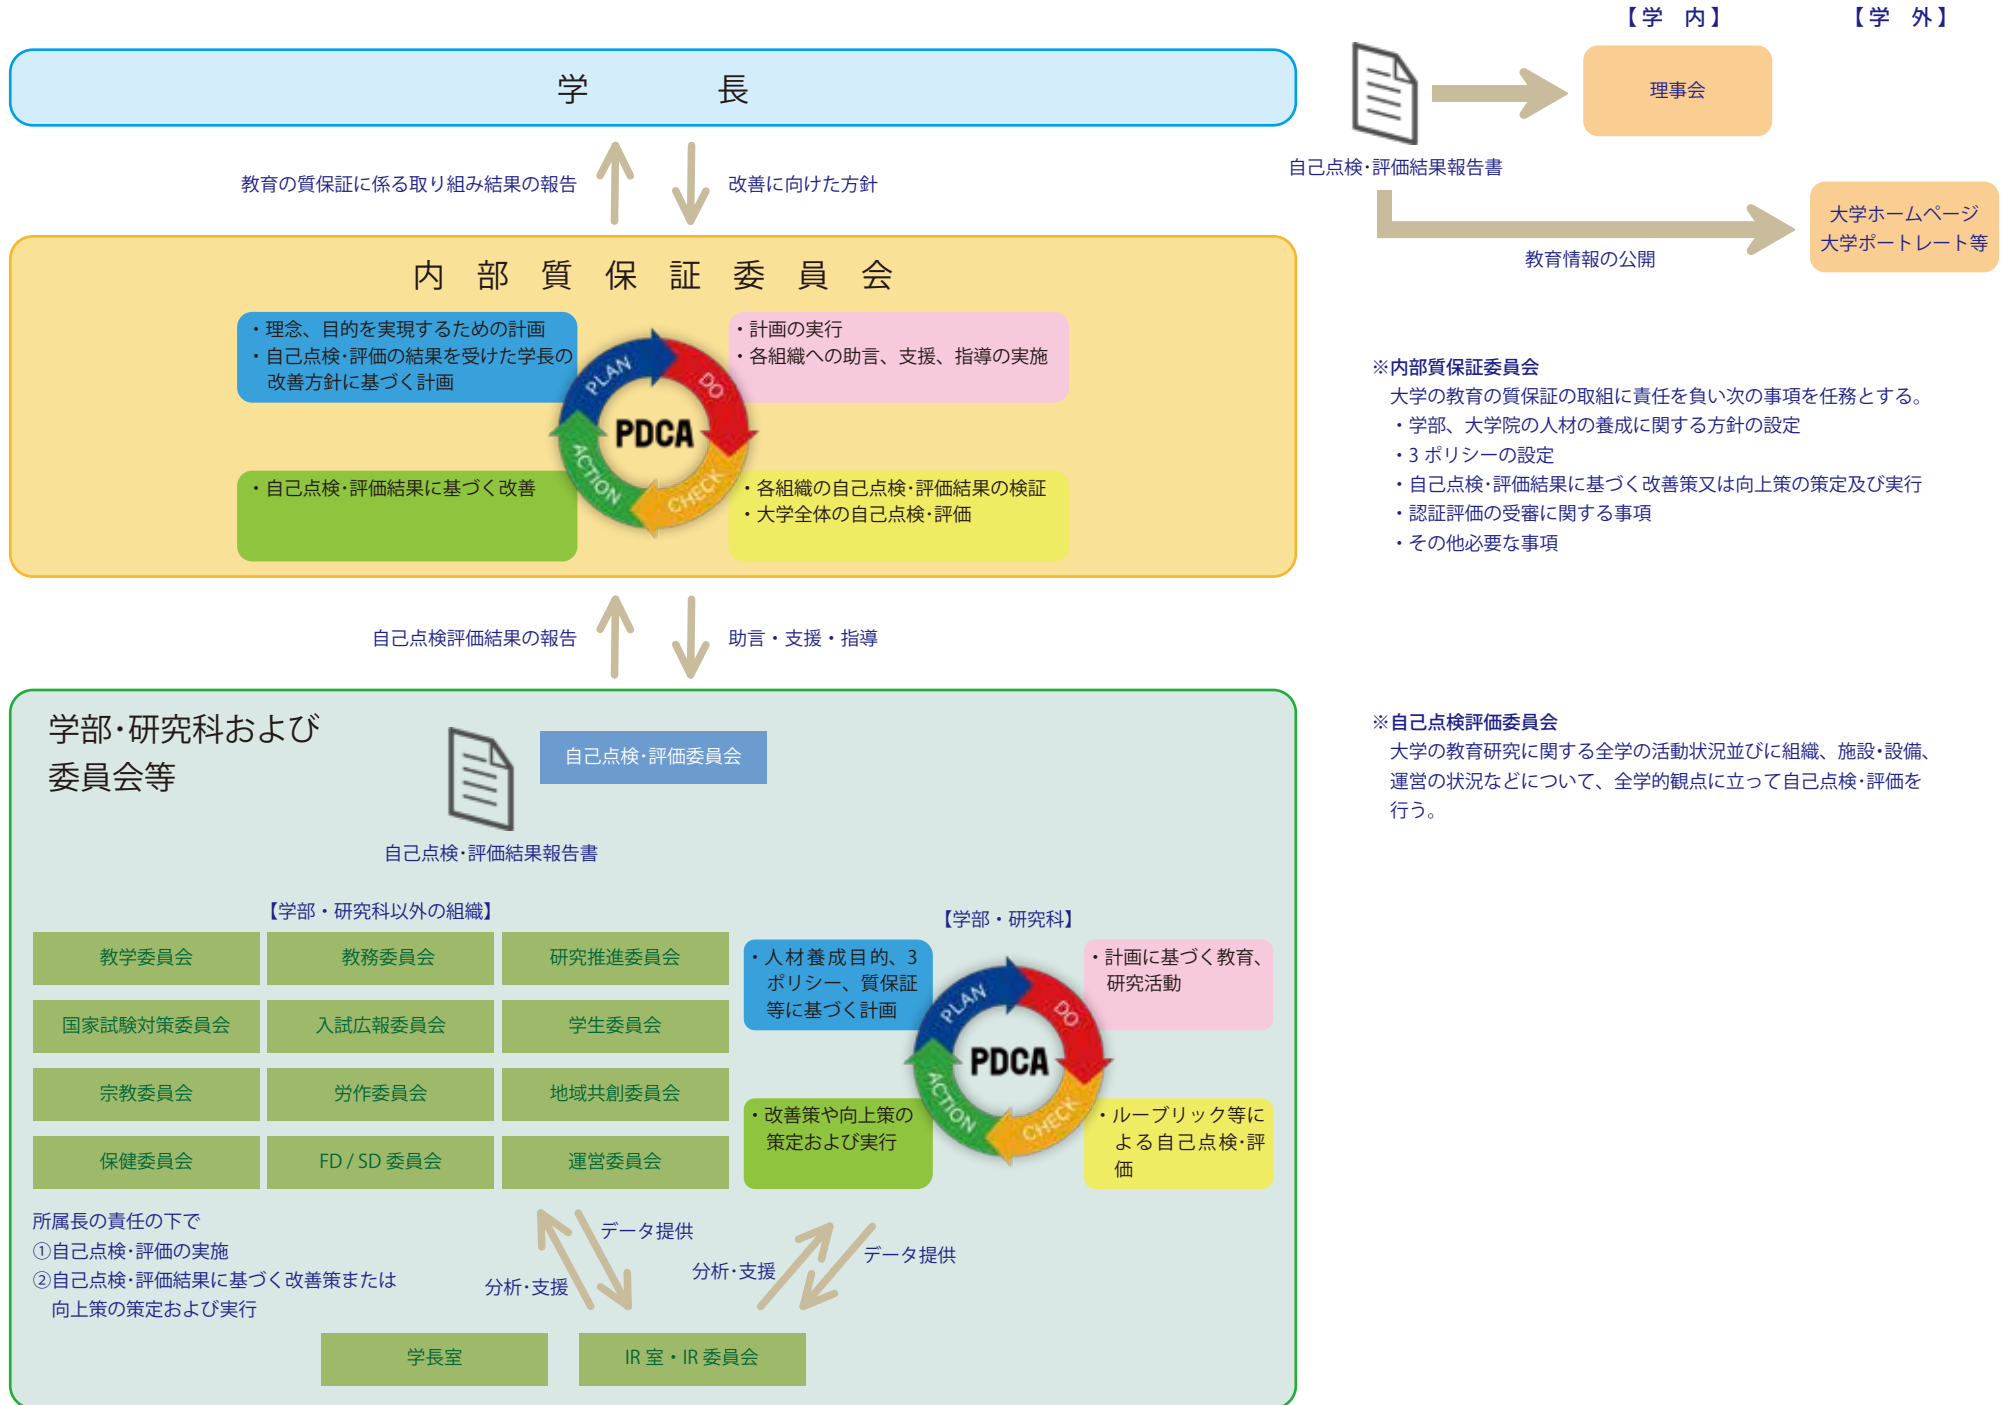 【学　内】
【学　外】
学　長
理事会
自己点検・評価結果報告書
教育の質保証に係る取り組み結果の報告
改善に向けた方針
大学ホームページ
大学ポートレート等
教育情報の公開
内部質保証委員会
・理念、目的を実現するための計画
・自己点検・評価の結果を受けた学長の
改善方針に基づく計画
・計画の実行
・各組織への助言、支援、指導の実施
PLAN
DO
PDCA
ACTION
CHECK
・自己点検・評価結果に基づく改善
・各組織の自己点検・評価結果の検証
・大学全体の自己点検・評価
※内部質保証委員会
大学の教育の質保証の取組に責任を負い次の事項を任務とする。
・学部、大学院の人材の養成に関する方針の設定
・3 ポリシーの設定
・自己点検・評価結果に基づく改善策又は向上策の策定及び実行
・認証評価の受審に関する事項
・その他必要な事項
自己点検評価結果の報告
助言・支援・指導
学部・研究科および
委員会等
自己点検・評価委員会
自己点検・評価結果報告書
※自己点検評価委員会
大学の教育研究に関する全学の活動状況並びに組織、施設・設備、
運営の状況などについて、全学的観点に立って自己点検・評価を
行う。
【学部・研究科以外の組織】
教学委員会
教務委員会
研究推進委員会
国家試験対策委員会
入試広報委員会
学生委員会
宗教委員会
労作委員会
地域共創委員会
保健委員会
FD / SD 委員会
運営委員会
【学部・研究科】
・人材養成目的、3
ポリシー、質保証
等に基づく計画
・計画に基づく教育、
研究活動
PLAN
DO
PDCA
ACTION
CHECK
・改善策や向上策の
策定および実行
・ルーブリック等に
よる自己点検・評
価
所属長の責任の下で
①自己点検・評価の実施
②自己点検・評価結果に基づく改善策または
向上策の策定および実行
データ提供
分析・支援
分析・支援
データ提供
学長室
IR 室・IR 委員会